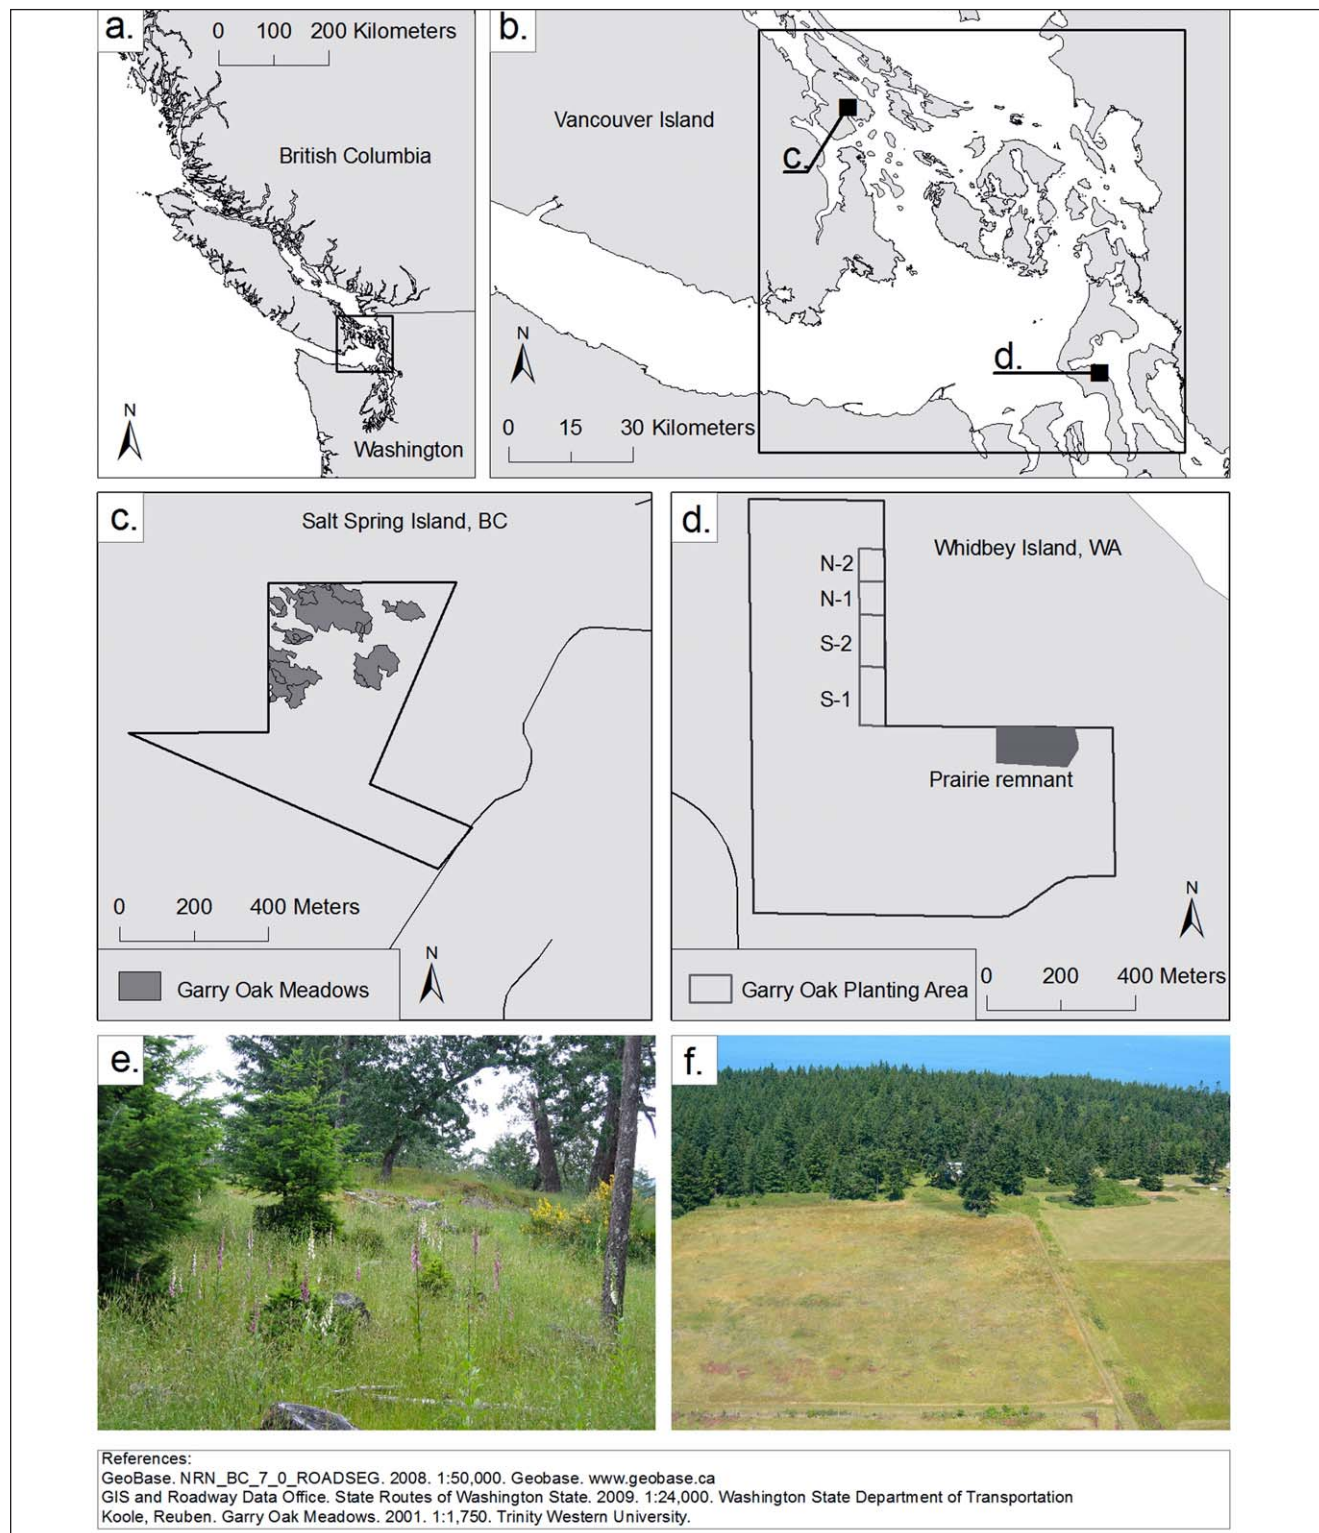 a.
0 100 200 Kilometers
British Columbia
N
Washington
b.
Vancouver Island
c.
d.
N
0 15 30 Kilometers
c.
Salt Spring Island, BC
0 200 400 Meters
N
Garry Oak Meadows
d.
Whidbey Island, WA
N-2
N-1
S-2
S-1
Prairie remnant
N
0 200 400 Meters
Garry Oak Planting Area
e.
f.
References:
GeoBase. NRN_BC_7_0_ROADSEG. 2008. 1:50,000. Geobase. www.geobase.ca
GIS and Roadway Data Office. State Routes of Washington State. 2009. 1:24,000. Washington State Department of Transportation
Koole, Reuben. Garry Oak Meadows. 2001. 1:1,750. Trinity Western University.